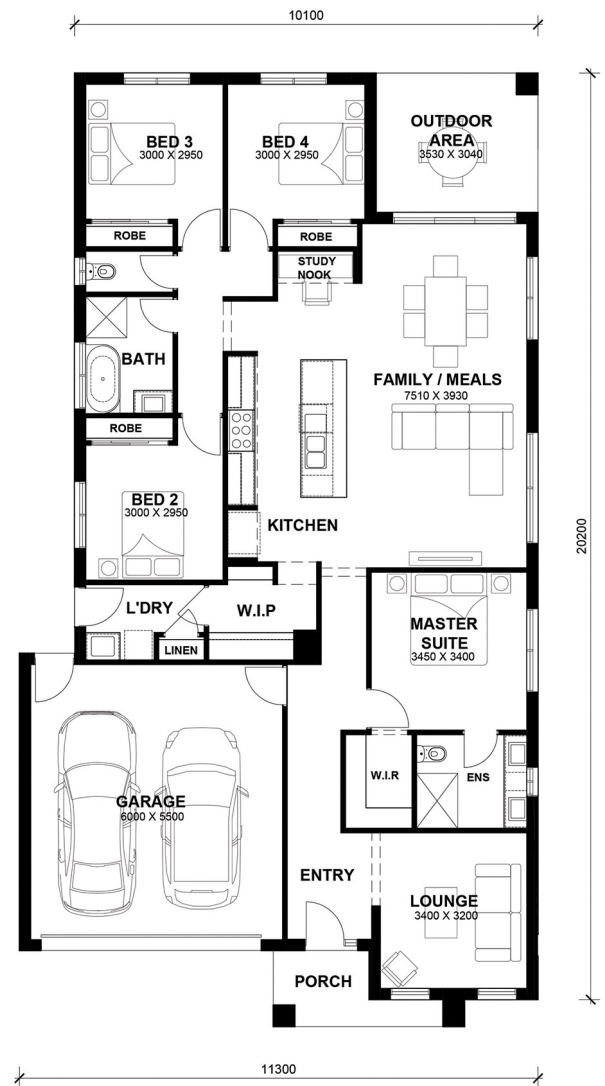 10100
BED 3
3000 X 2950
BED 4
3000 X 2950
OUTDOOR
AREA
3530 X 3040
ROBE
ROBE
STUDY
NOOK
BATH
FAMILY / MEALS
7510 X 3930
ROBE
BED 2
3000 X 2950
KITCHEN
20200
L'DRY
W.I.P
LINEN
MASTER
SUITE
3450 X 3400
W.I.R
ENS
GARAGE
6000 X 5500
ENTRY
LOUNGE
3400 X 3200
PORCH
11300